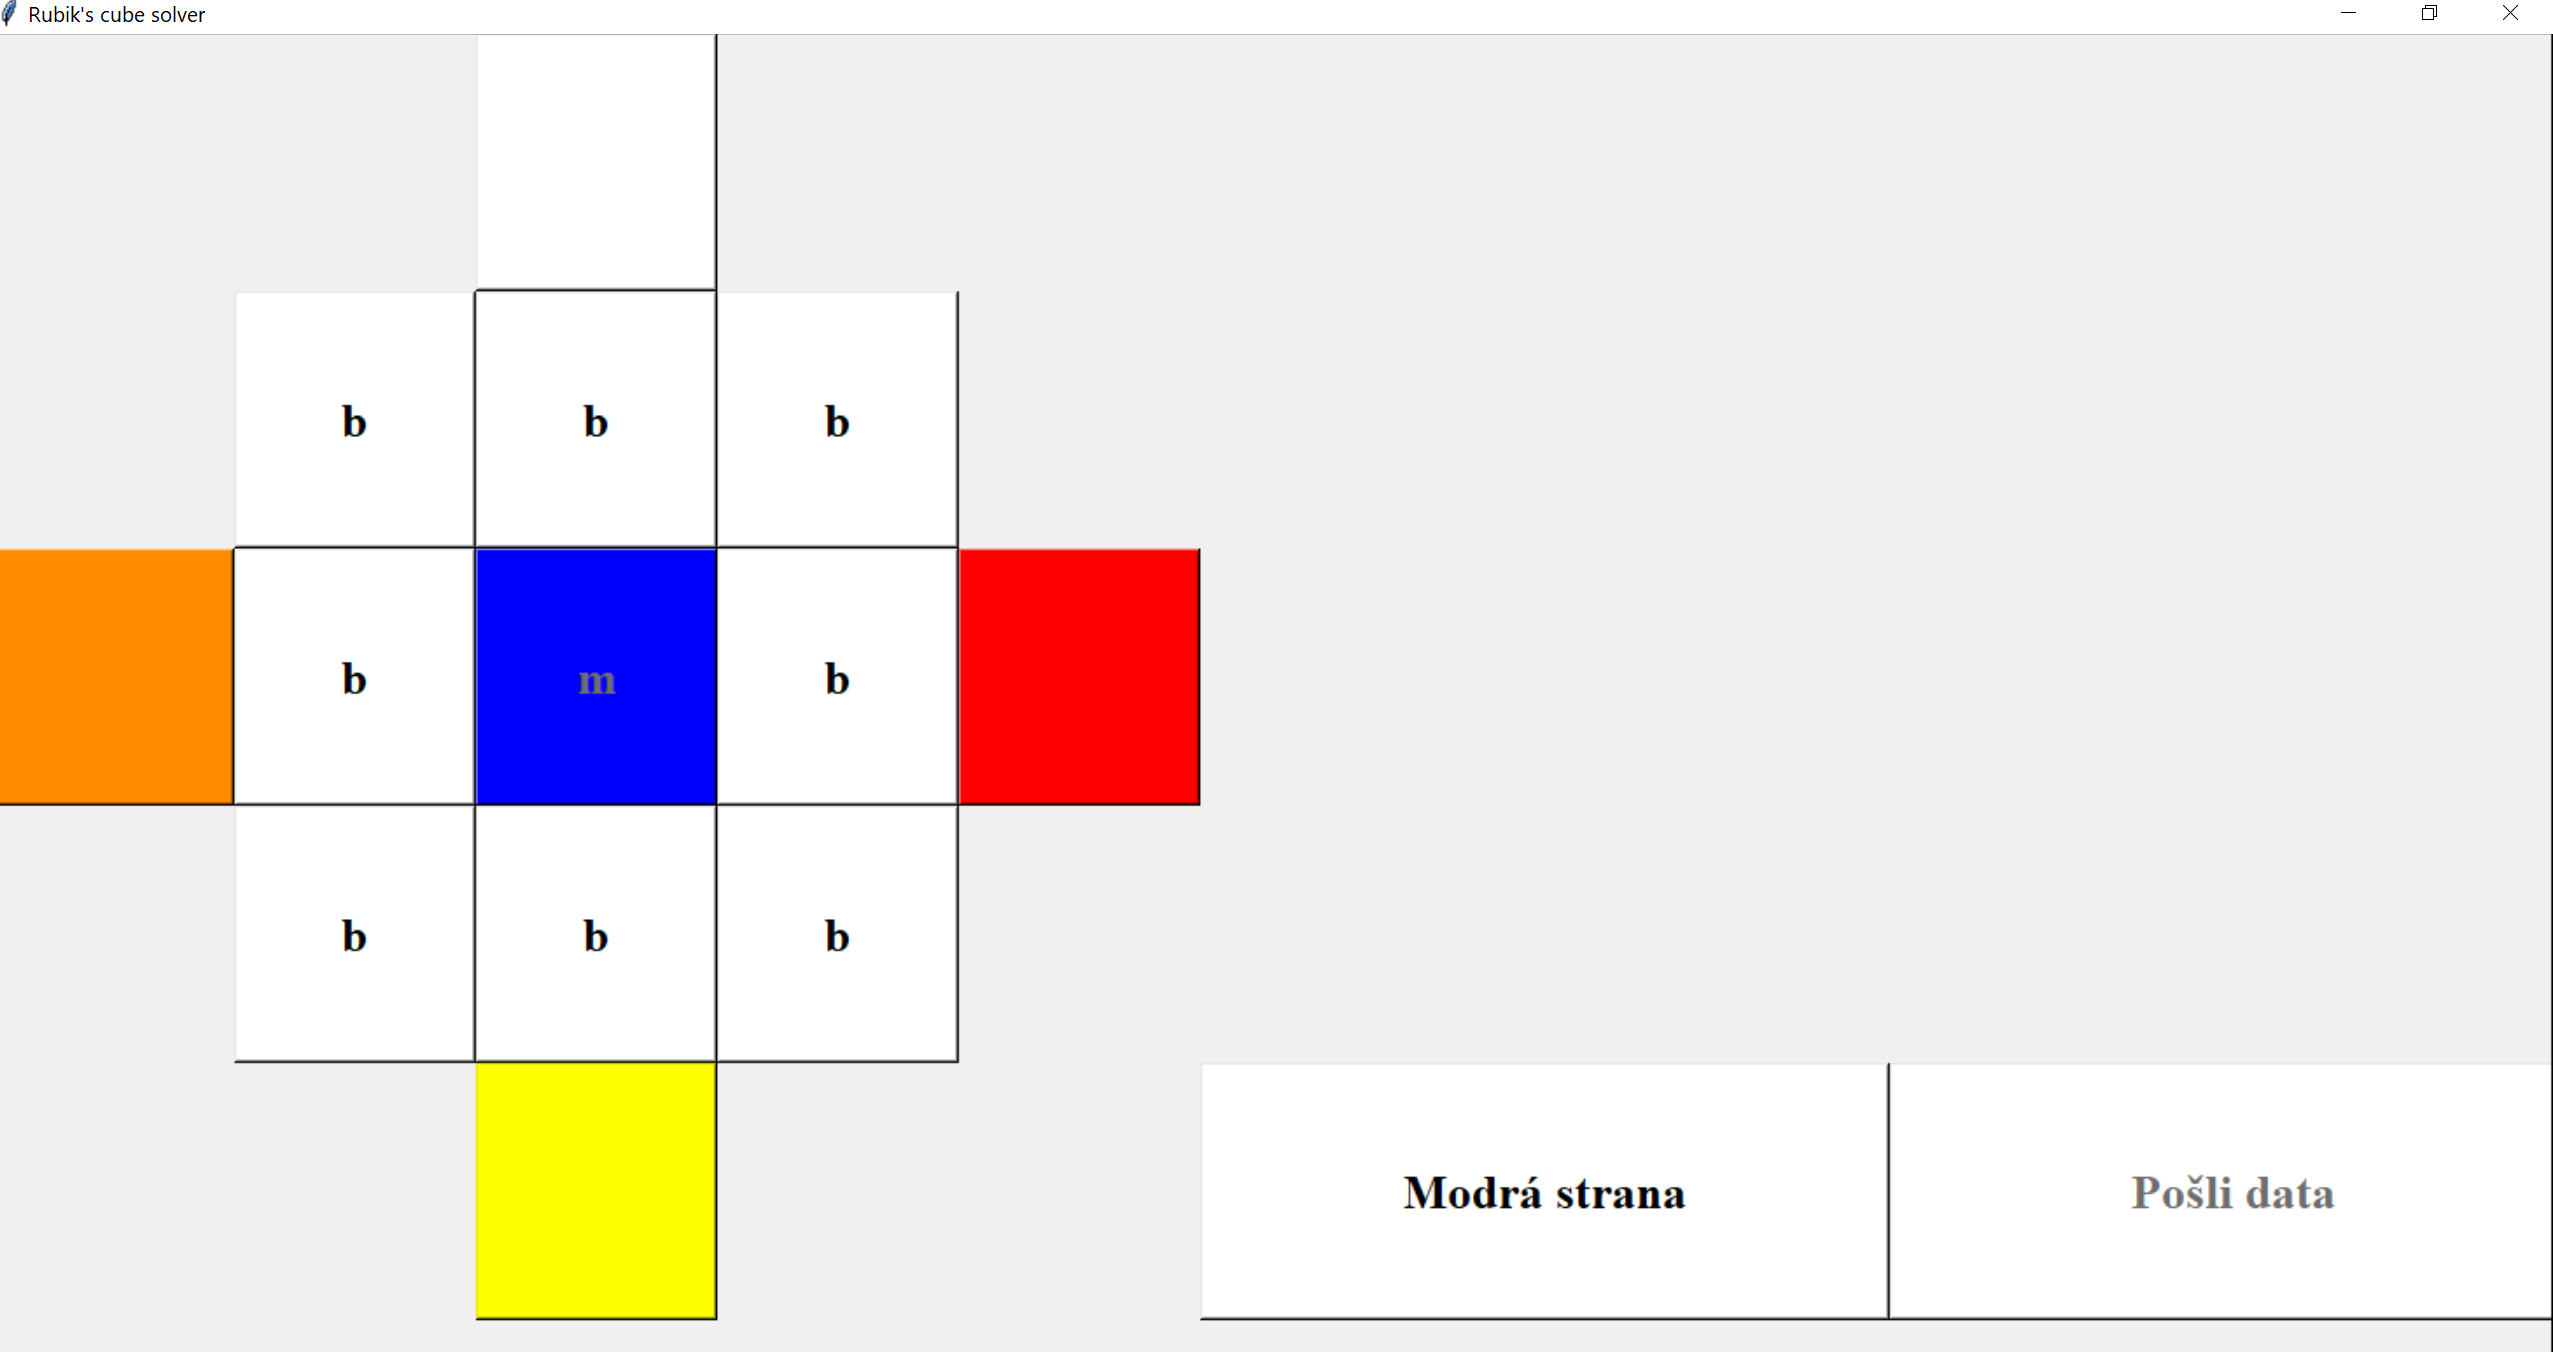 Rubik's cube solver
b b b
b m b
b b b
Modrá strana
Pošli data